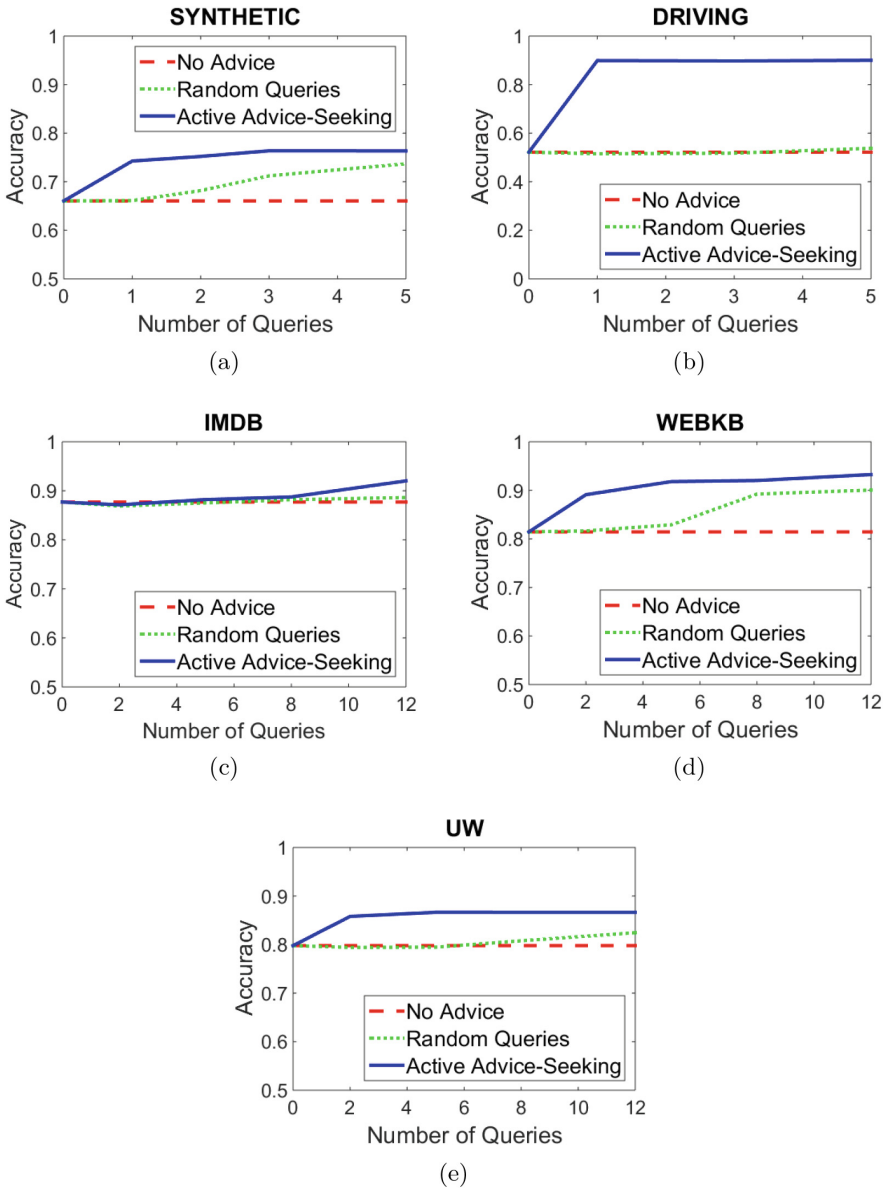 SYNTHETIC
1
0.9
0.8
0.7
0.6
0.5
Accuracy
No Advice
Random Queries
Active Advice-Seeking
0 1 2 3 4 5
Number of Queries
(a)
DRIVING
1
0.8
0.6
0.4
0.2
0
Accuracy
No Advice
Random Queries
Active Advice-Seeking
0 1 2 3 4 5
Number of Queries
(b)
IMDB
1
0.9
0.8
0.7
0.6
0.5
Accuracy
No Advice
Random Queries
Active Advice-Seeking
0 2 4 6 8 10 12
Number of Queries
(c)
WEBKB
1
0.9
0.8
0.7
0.6
0.5
Accuracy
No Advice
Random Queries
Active Advice-Seeking
0 2 4 6 8 10 12
Number of Queries
(d)
UW
1
0.9
0.8
0.7
0.6
0.5
Accuracy
No Advice
Random Queries
Active Advice-Seeking
0 2 4 6 8 10 12
Number of Queries
(e)